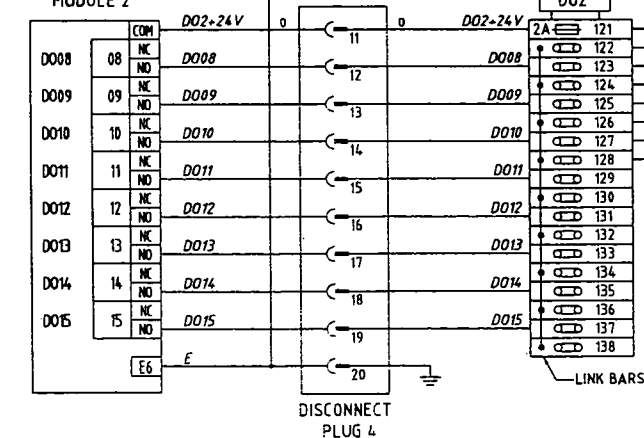 MODULE 2
DO2
COM DO2+24V 0 11 0 DO2+24V 2A 121
NC 122
DO08 08 NO DO08 12 DO08 123
NC 124
DO09 09 NO DO09 13 DO09 125
NC 126
DO10 10 NO DO10 14 DO10 127
NC 128
DO11 11 NO DO11 15 DO11 129
NC 130
DO12 12 NO DO12 16 DO12 131
NC 132
DO13 13 NO DO13 17 DO13 133
NC 134
DO14 14 NO DO14 18 DO14 135
NC 136
DO15 15 NO DO15 19 DO15 137
138
E6 E 20
LINK BARS
DISCONNECT
PLUG 4